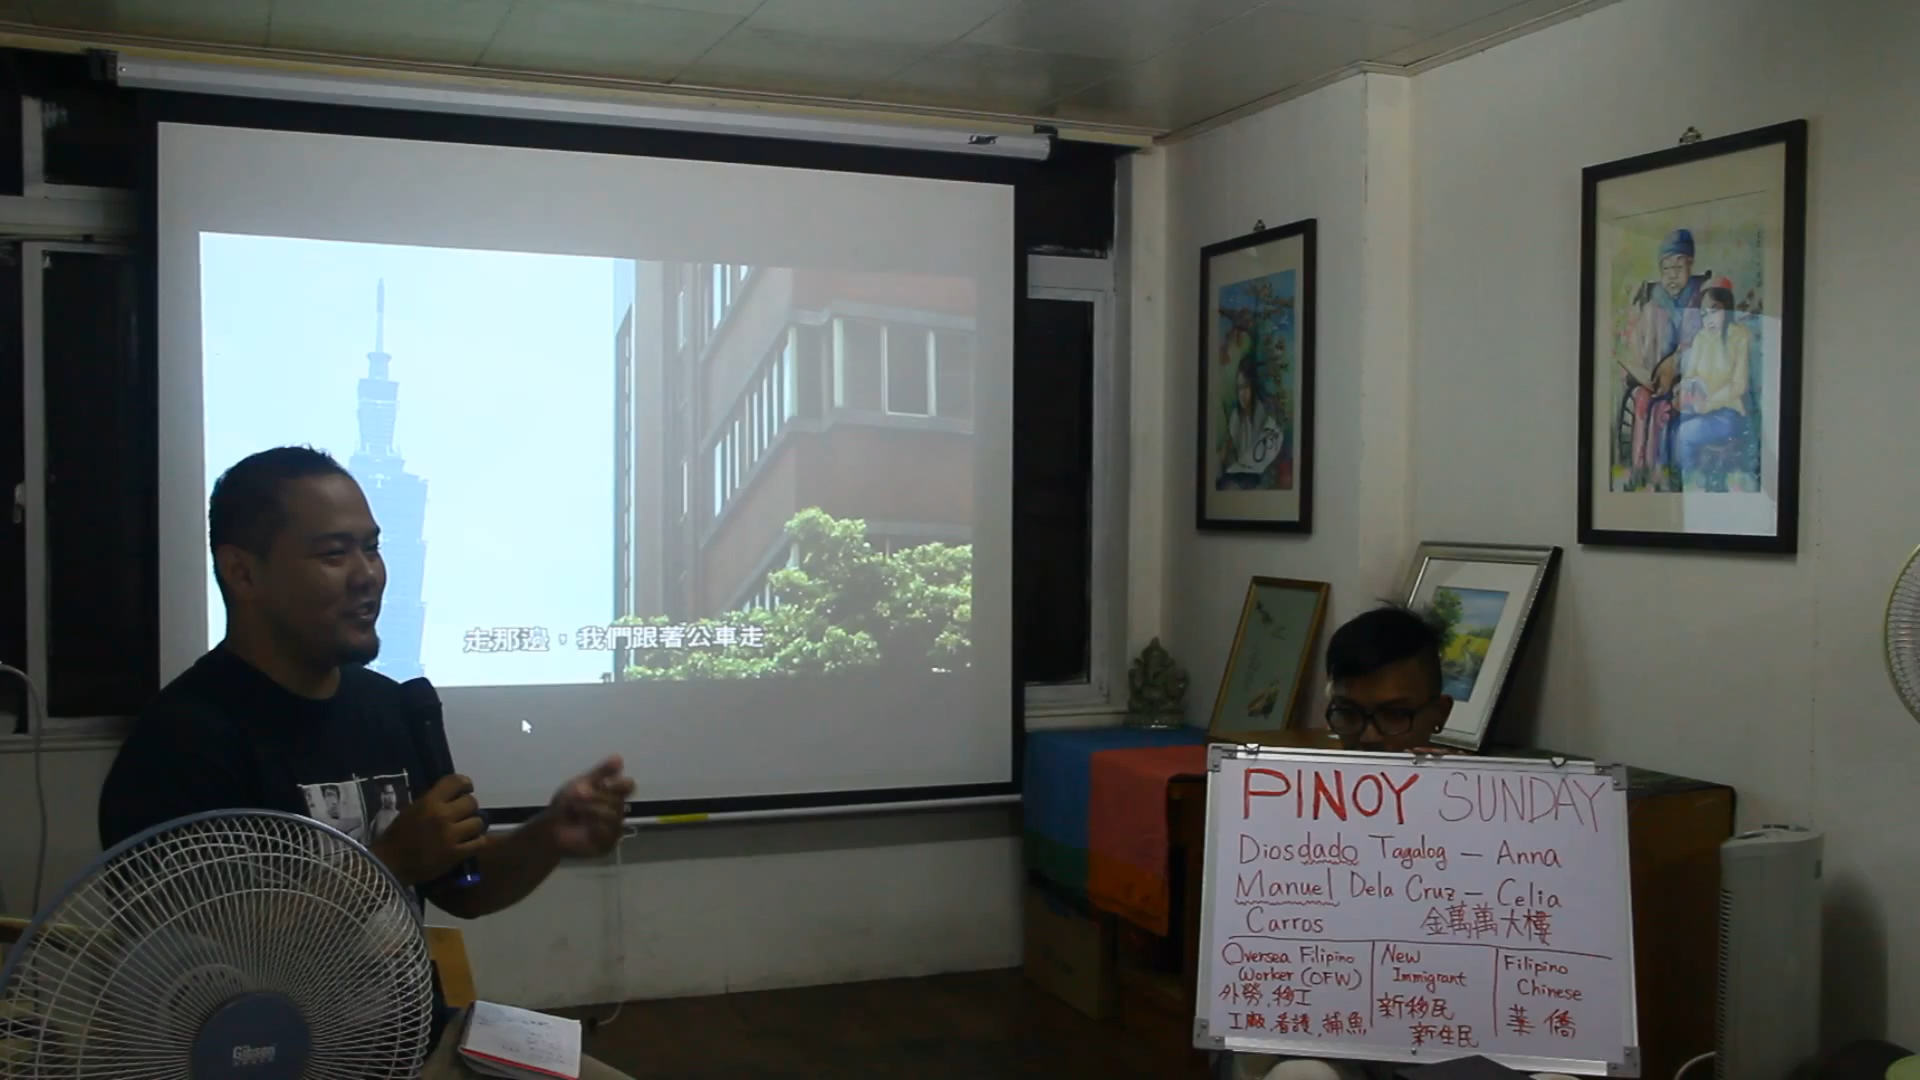 走那邊，我們跟著公車走
PINOY SUNDAY
Diosdado Tagalog – Anna
Manuel Dela Cruz – Celia
Carros 金萬萬大樓
Oversea Filipino
Worker (OFW)
外勞, 移工
工廠, 看護, 捕魚
New
Immigrant
新移民
新住民
Filipino
Chinese
華僑
Gibson